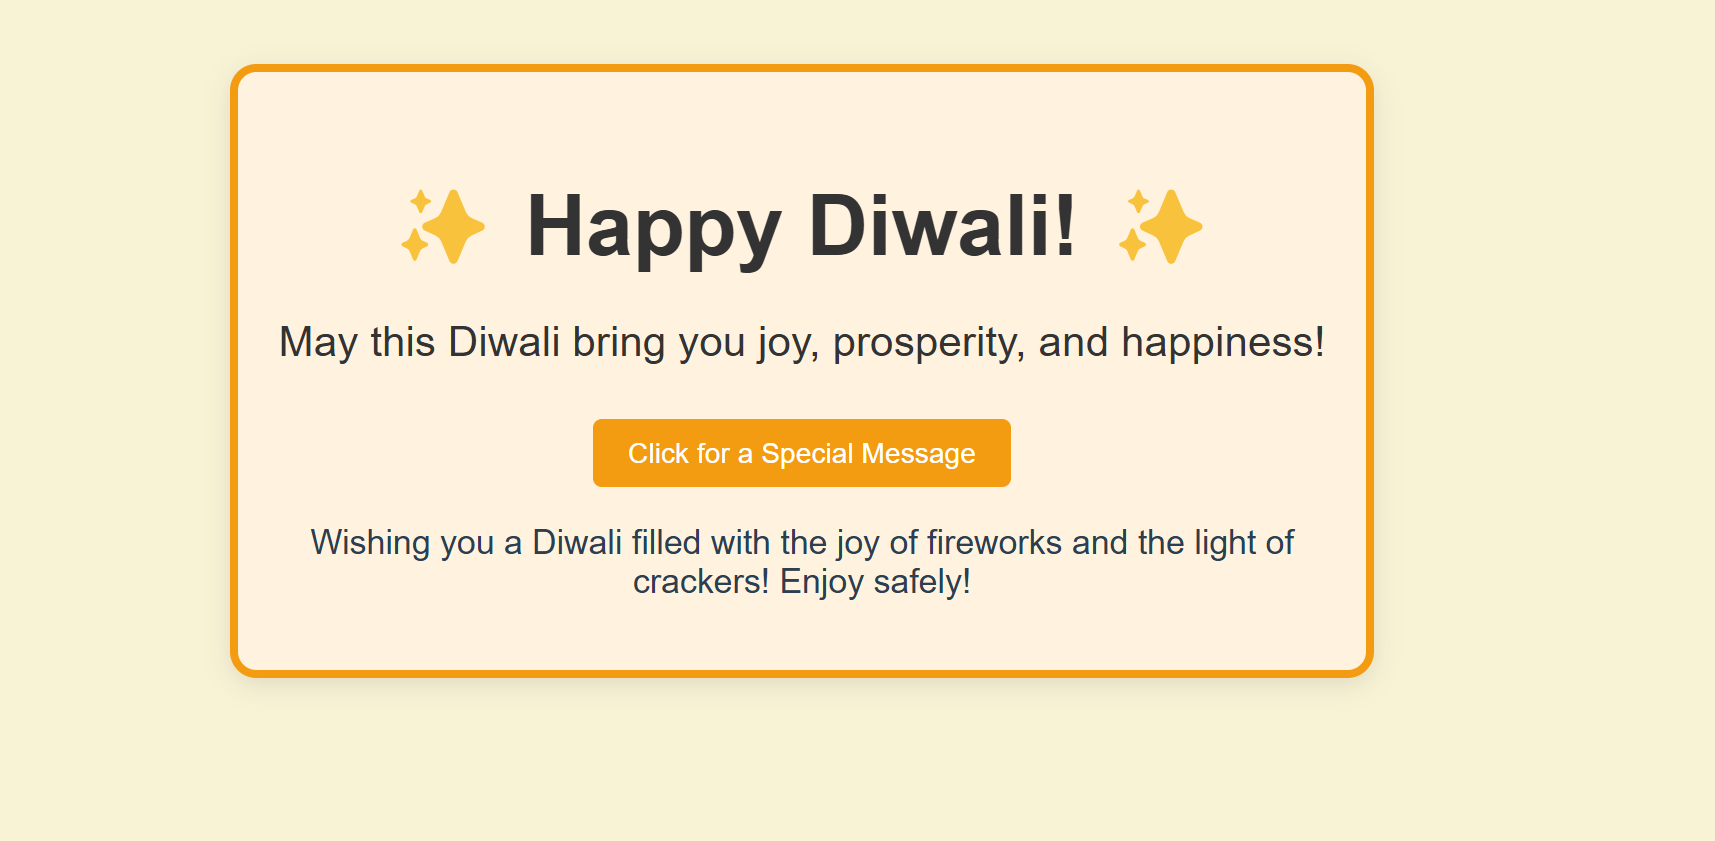 ✨ Happy Diwali! ✨
May this Diwali bring you joy, prosperity, and happiness!
Click for a Special Message
Wishing you a Diwali filled with the joy of fireworks and the light of
crackers! Enjoy safely!